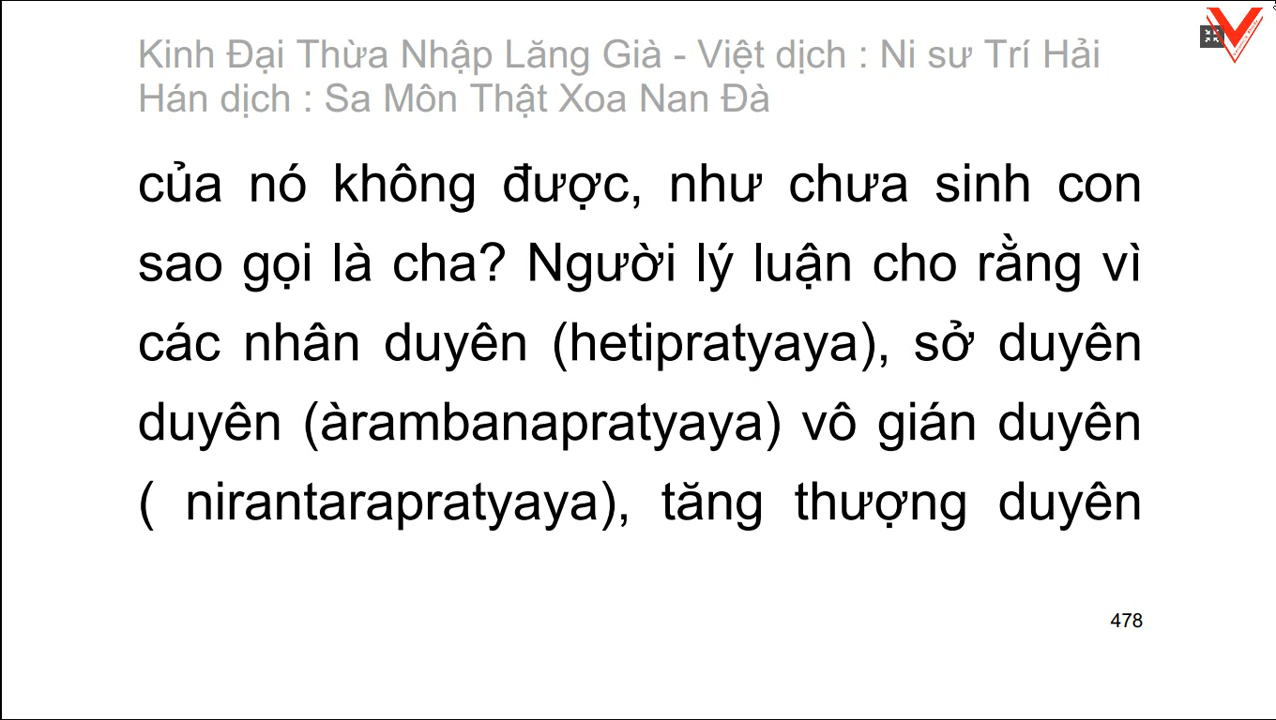 Kinh Đại Thừa Nhập Lăng Già - Việt dịch : Ni sư Trí Hải
Hán dịch : Sa Môn Thật Xoa Nan Đà
của nó không được, như chưa sinh con
sao gọi là cha? Người lý luận cho rằng vì
các nhân duyên (hetipratyaya), sở duyên
duyên (àrambanapratyaya) vô gián duyên
( nirantarapratyaya), tăng thượng duyên
478